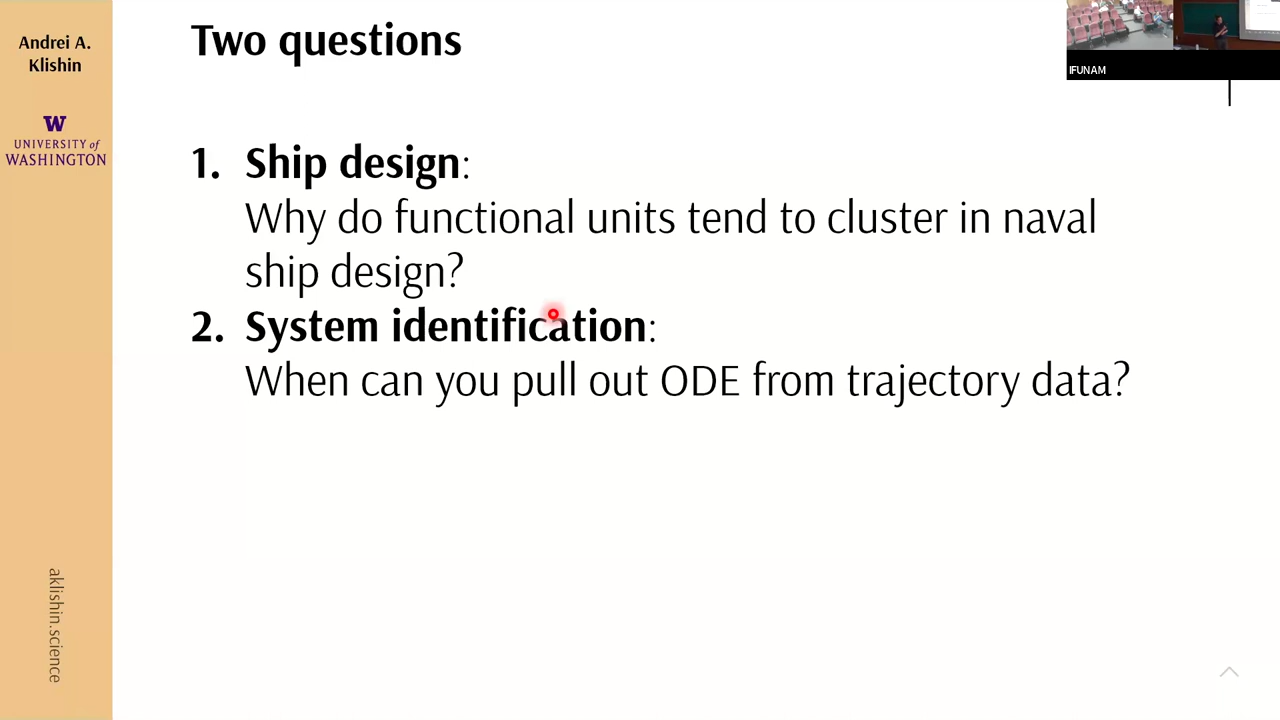 Andrei A.
Klishin
W
UNIVERSITY of
WASHINGTON
aklishin.science
Two questions
1. Ship design:
Why do functional units tend to cluster in naval
ship design?
2. System identification:
When can you pull out ODE from trajectory data?
IFUNAM